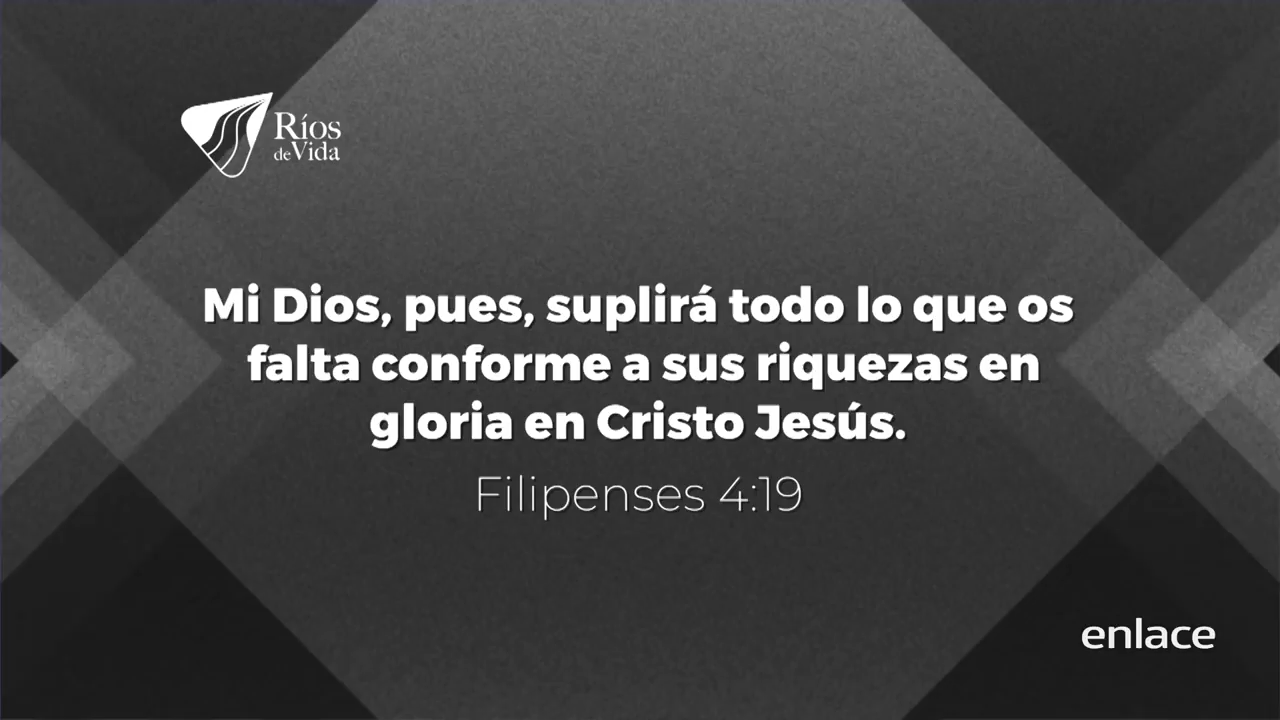 Ríos
de Vida
Mi Dios, pues, suplirá todo lo que os
falta conforme a sus riquezas en
gloria en Cristo Jesús.
Filipenses 4:19
enlace